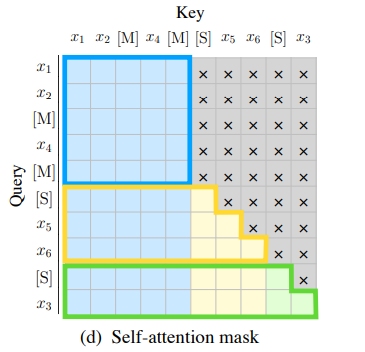 Key
x₁ x₂ [M] x₄ [M] [S] x₅ x₆ [S] x₃
Query
x₁ × × × × ×
x₂ × × × × ×
[M] × × × × ×
x₄ × × × × ×
[M] × × × × ×
[S] × × × ×
x₅ × × ×
x₆ × ×
[S] ×
x₃
(d) Self-attention mask